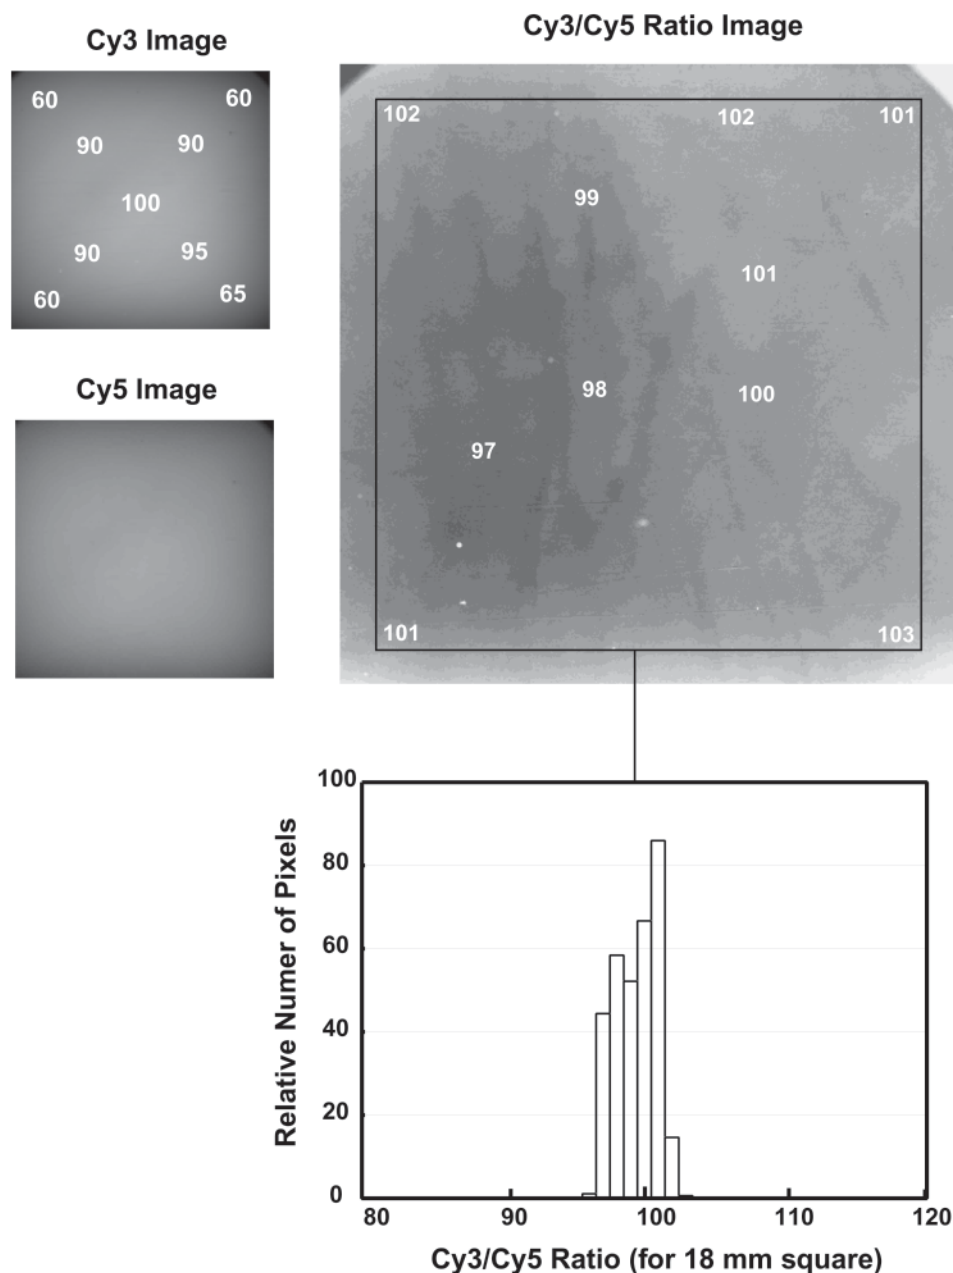 Cy3 Image
60 60
90 90
100
90 95
60 65
Cy5 Image
Cy3/Cy5 Ratio Image
102 102 101
99
101
98 100
97
101 103
Relative Numer of Pixels
100
80
60
40
20
0
80 90 100 110 120
Cy3/Cy5 Ratio (for 18 mm square)